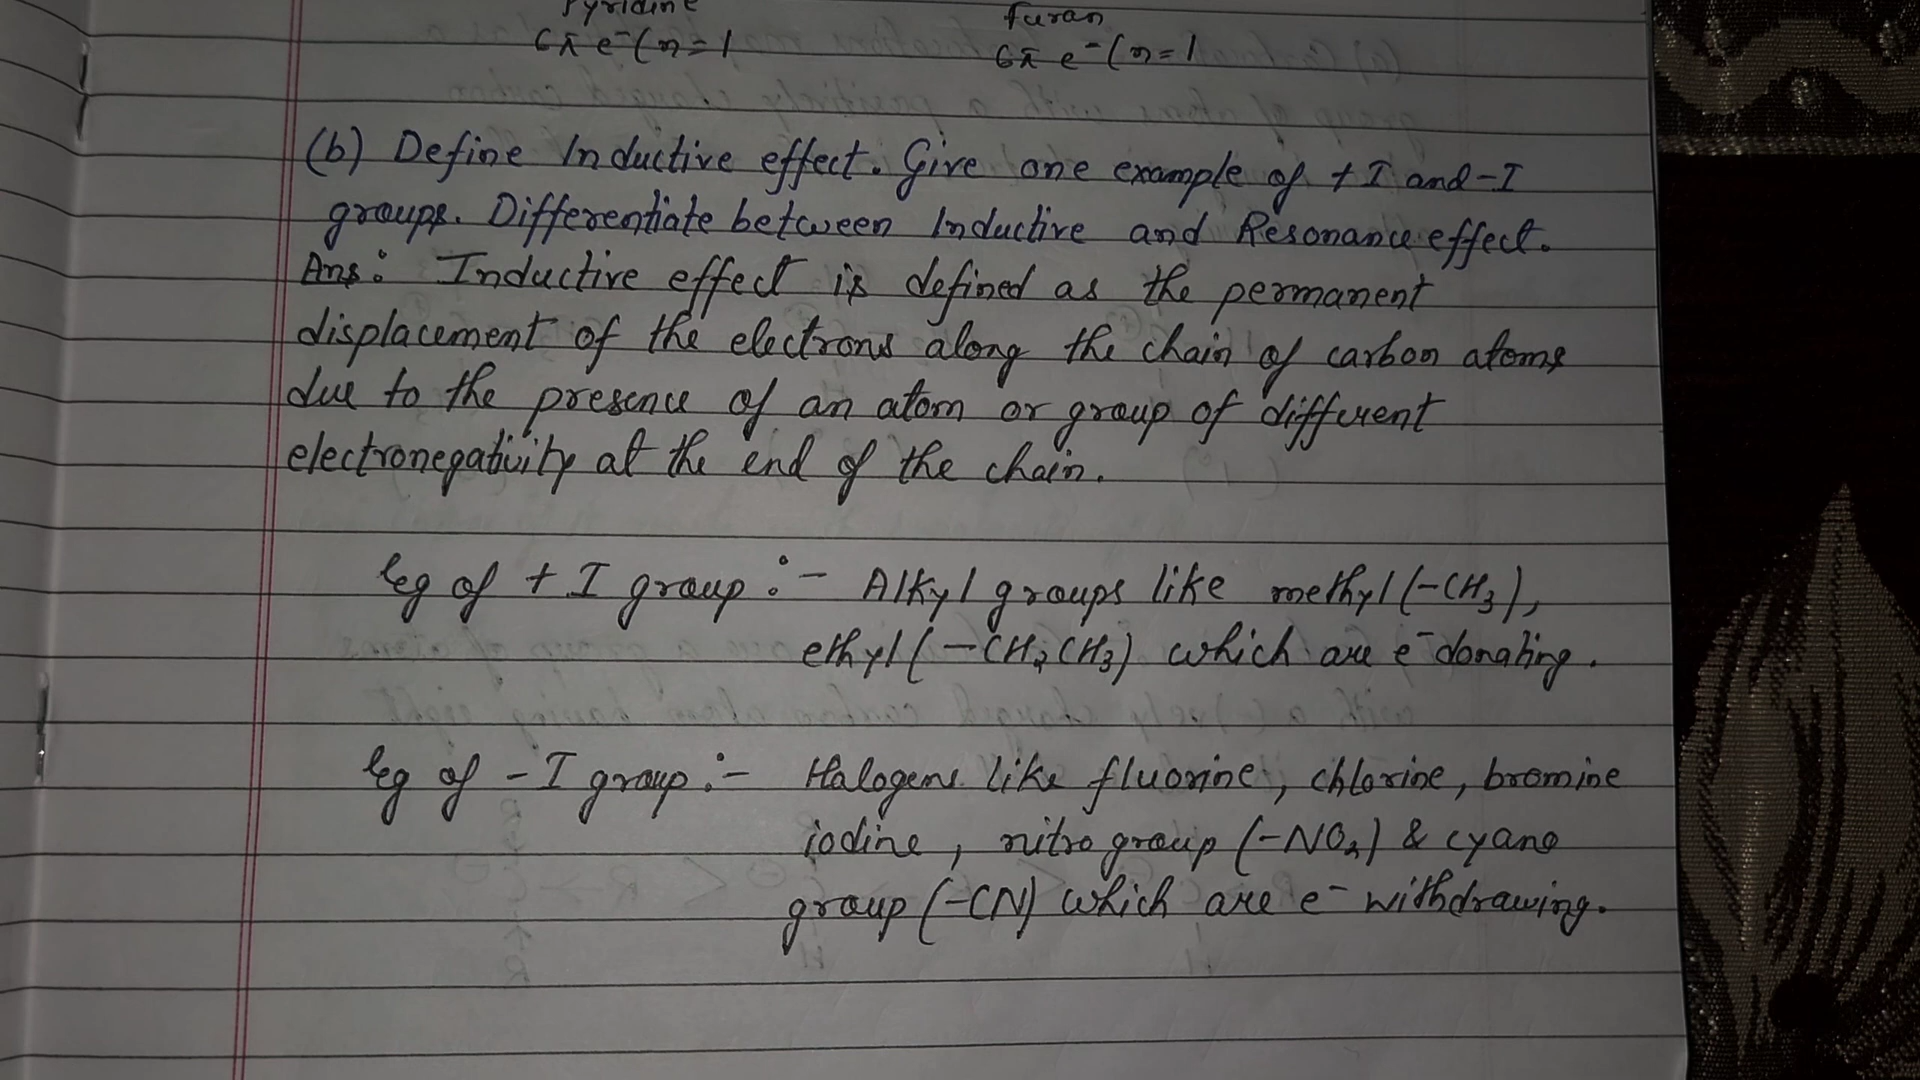 Pyridine furan
6π e⁻(n=1 6π e⁻(n=1
(b) Define Inductive effect. Give one example of +I and -I
groups. Differentiate between Inductive and Resonance effect.
Ans: Inductive effect is defined as the permanent
displacement of the electrons along the chain of carbon atoms
due to the presence of an atom or group of different
electronegativity at the end of the chain.
eg of + I group :- Alkyl groups like methyl (-CH₃),
ethyl (-CH₂CH₃) which are e⁻ donating.
eg of - I group :- Halogens like fluorine, chlorine, bromine
iodine, nitro group (-NO₂) & cyano
group (-CN) which are e⁻ withdrawing.